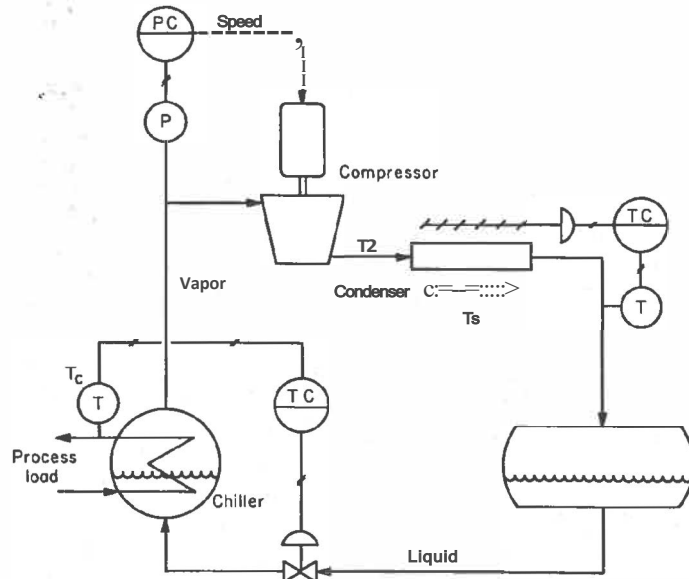 PC
Speed
P
Compressor
TC
T2
Vapor
Condenser
T
Ts
Tc
T
TC
Process
load
Chiller
Liquid